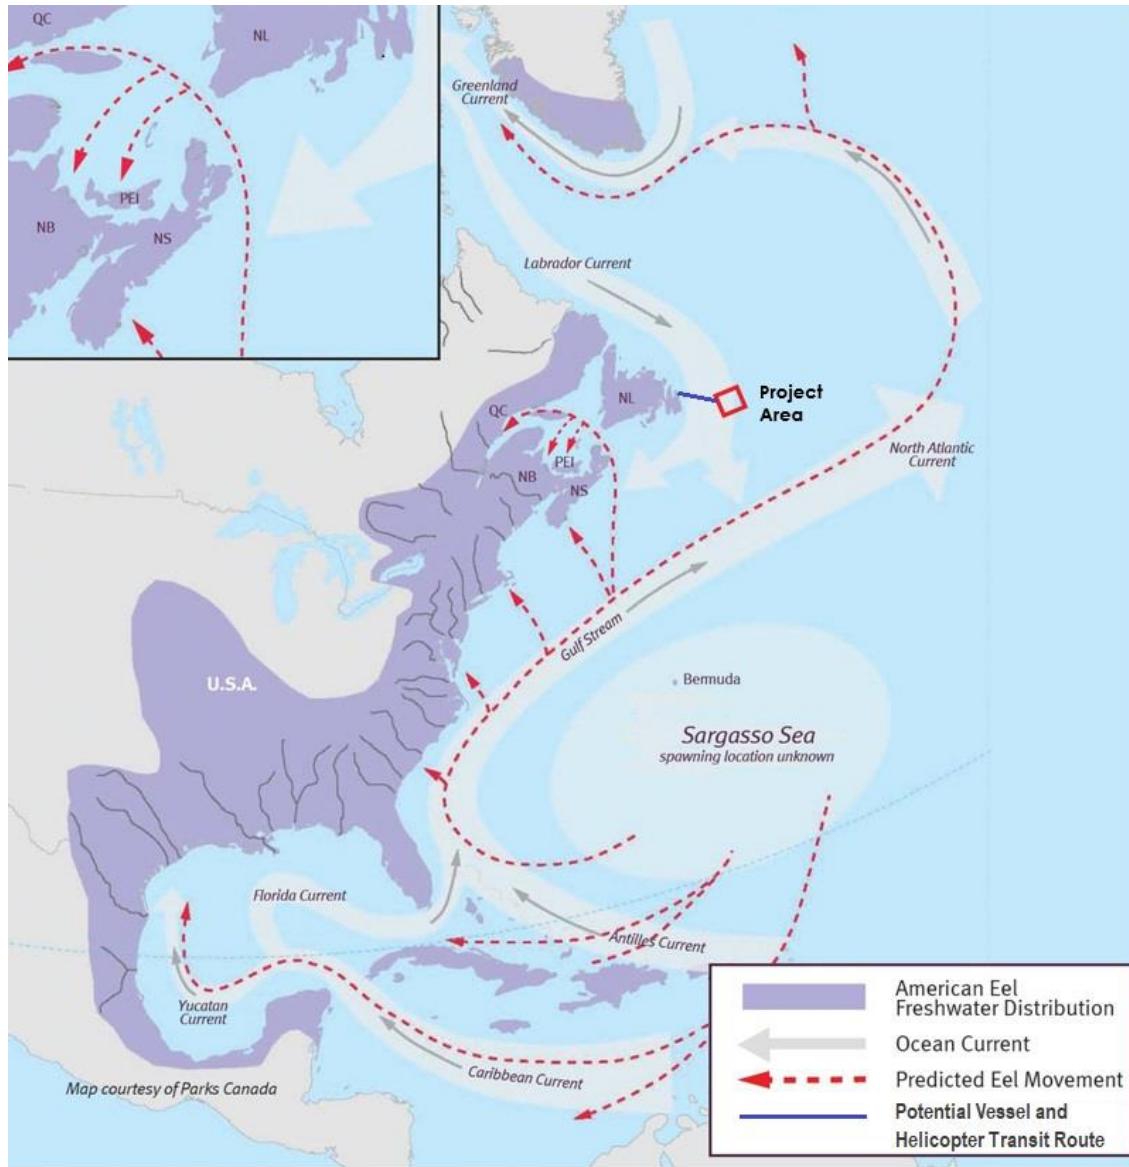 QC
NL
PEI
NB
NS
Greenland
Current
Labrador Current
Project
Area
QC
NL
PEI
NB
NS
North Atlantic
Current
Gulf Stream
U.S.A.
Bermuda
Sargasso Sea
spawning location unknown
Florida Current
Antilles Current
Yucatan
Current
Caribbean Current
Map courtesy of Parks Canada
American Eel
Freshwater Distribution
Ocean Current
Predicted Eel Movement
Potential Vessel and
Helicopter Transit Route